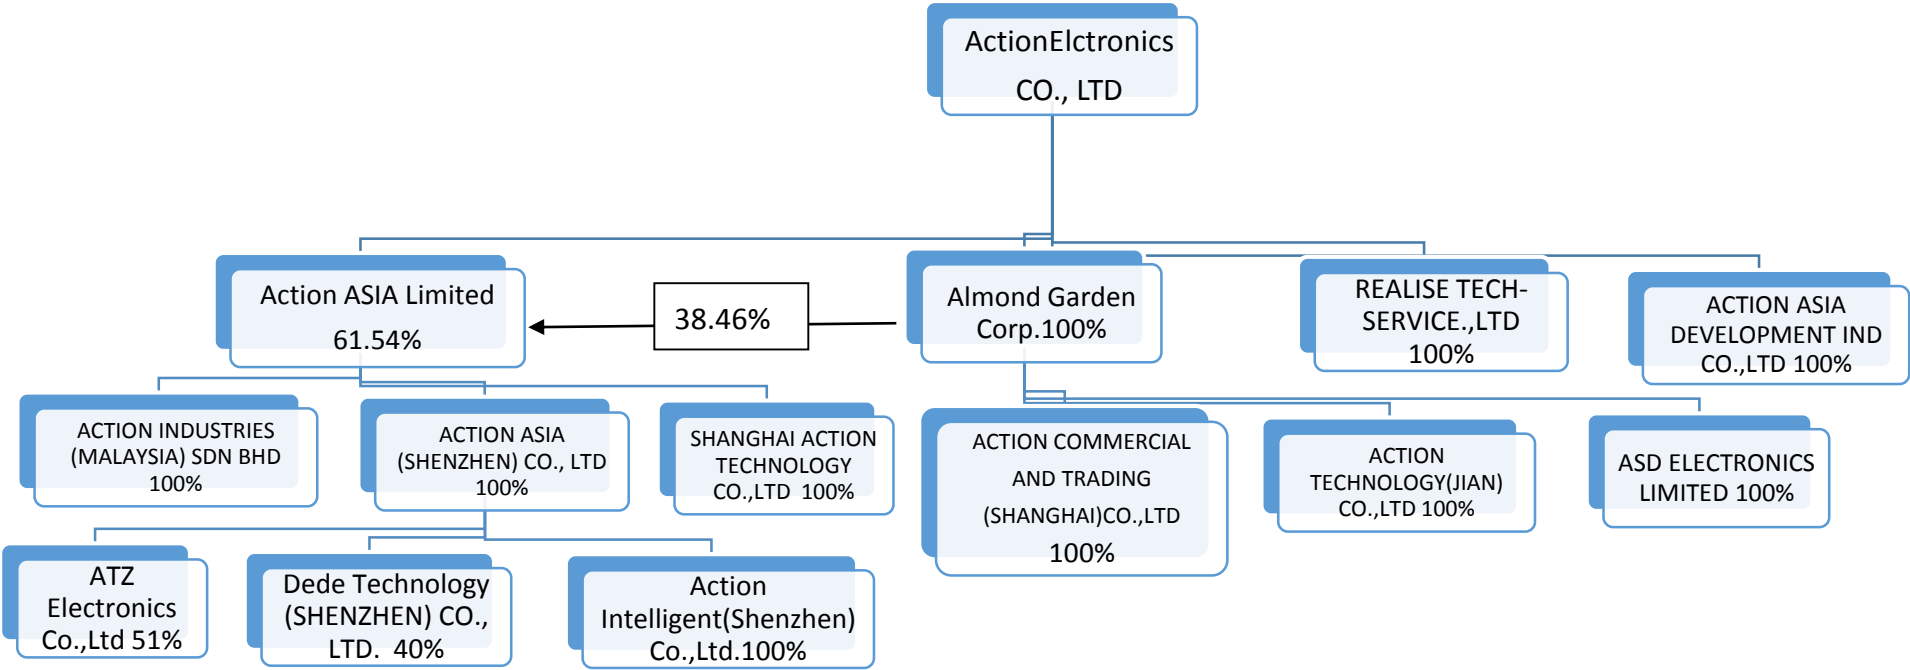 ActionElctronics
CO., LTD
Action ASIA Limited
61.54%
38.46%
Almond Garden
Corp.100%
REALISE TECH-
SERVICE.,LTD
100%
ACTION ASIA
DEVELOPMENT IND
CO.,LTD 100%
ACTION INDUSTRIES
(MALAYSIA) SDN BHD
100%
ACTION ASIA
(SHENZHEN) CO., LTD
100%
SHANGHAI ACTION
TECHNOLOGY
CO.,LTD 100%
ACTION COMMERCIAL
AND TRADING
(SHANGHAI)CO.,LTD
100%
ACTION
TECHNOLOGY(JIAN)
CO.,LTD 100%
ASD ELECTRONICS
LIMITED 100%
ATZ
Electronics
Co.,Ltd 51%
Dede Technology
(SHENZHEN) CO.,
LTD. 40%
Action
Intelligent(Shenzhen)
Co.,Ltd.100%